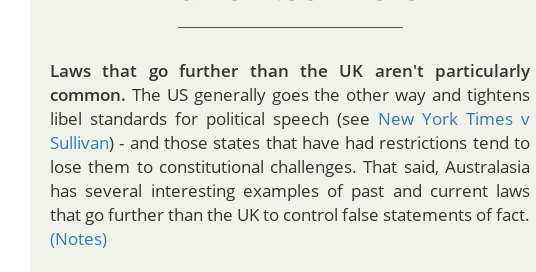 Laws that go further than the UK aren't particularly
common. The US generally goes the other way and tightens
libel standards for political speech (see New York Times v
Sullivan) - and those states that have had restrictions tend to
lose them to constitutional challenges. That said, Australasia
has several interesting examples of past and current laws
that go further than the UK to control false statements of fact.
(Notes)